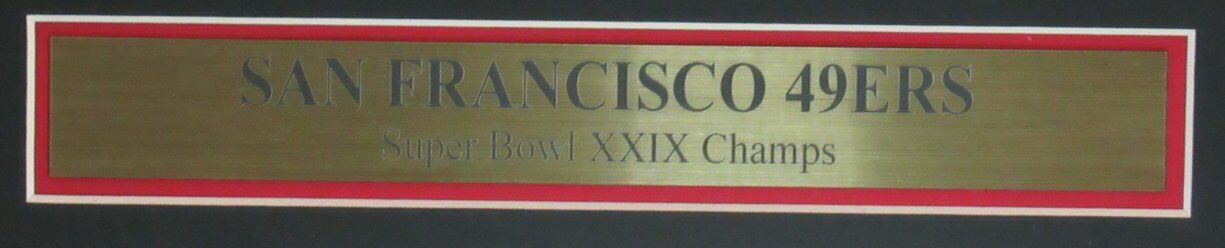 SAN FRANCISCO 49ERS
Super Bowl XXIX Champs